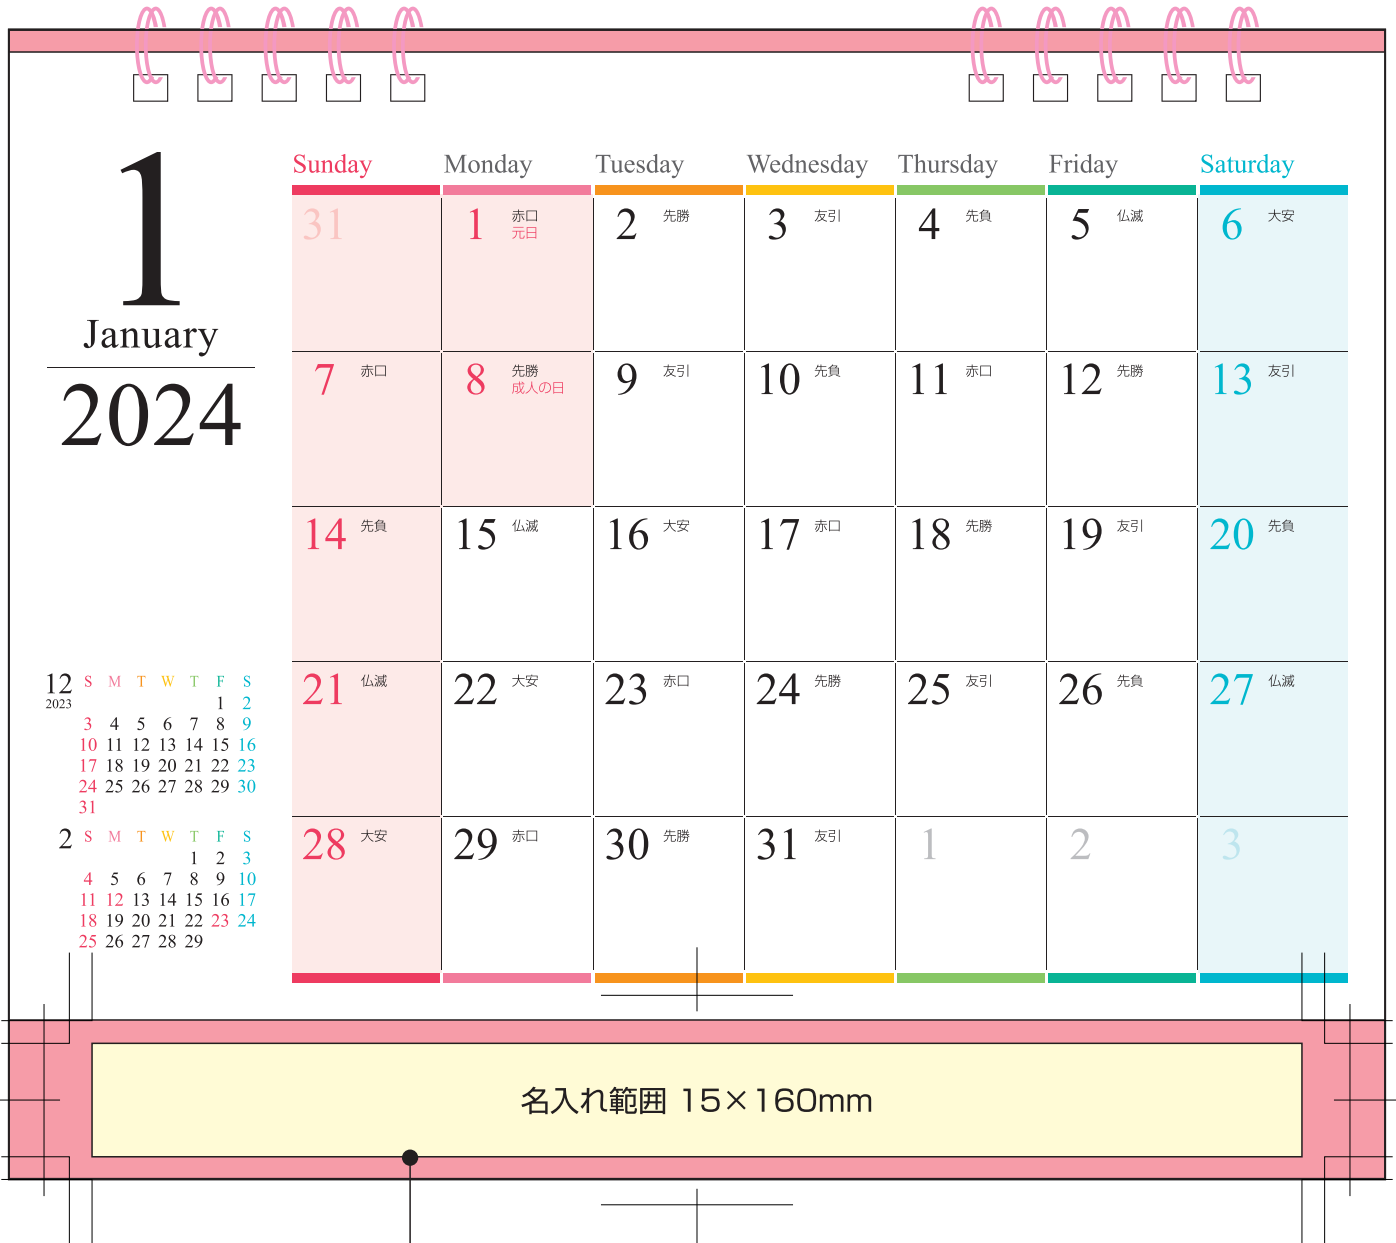 1
January
2024
Sunday Monday Tuesday Wednesday Thursday Friday Saturday
31 1 赤口 2 先勝 3 友引 4 先負 5 仏滅 6 大安
元日
7 赤口 8 先勝 9 友引 10 先負 11 赤口 12 先勝 13 友引
成人の日
14 先負 15 仏滅 16 大安 17 赤口 18 先勝 19 友引 20 先負
21 仏滅 22 大安 23 赤口 24 先勝 25 友引 26 先負 27 仏滅
28 大安 29 赤口 30 先勝 31 友引 1 2 3
12 S M T W T F S
2023 1 2
3 4 5 6 7 8 9
10 11 12 13 14 15 16
17 18 19 20 21 22 23
24 25 26 27 28 29 30
31
2 S M T W T F S
1 2 3
4 5 6 7 8 9 10
11 12 13 14 15 16 17
18 19 20 21 22 23 24
25 26 27 28 29
名入れ範囲 15×160mm